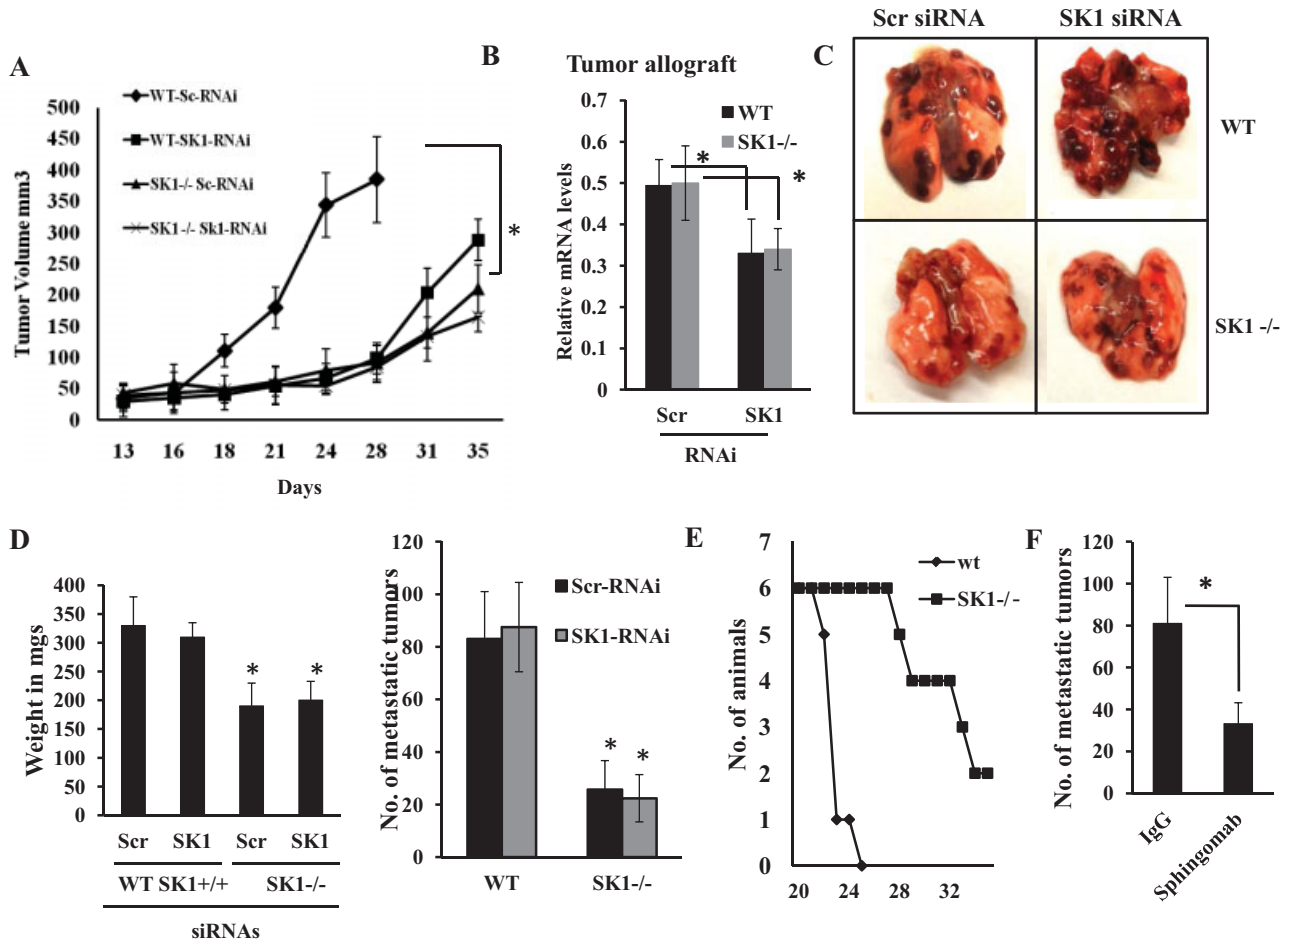 A
Tumor Volume mm3
500
450
400
350
300
250
200
150
100
50
0
WT-Sc-RNAi
WT-SK1-RNAi
SK1-/- Sc-RNAi
SK1-/- Sk1-RNAi
*
13 16 18 21 24 28 31 35
Days
B
Tumor allograft
Relative mRNA levels
0.7
0.6
0.5
0.4
0.3
0.2
0.1
0
WT
SK1-/-
*
*
Scr SK1
RNAi
C
Scr siRNA SK1 siRNA
WT
SK1 -/-
D
Weight in mgs
400
350
300
250
200
150
100
50
0
* *
Scr SK1 Scr SK1
WT SK1+/+ SK1-/-
siRNAs
No. of metastatic tumors
120
100
80
60
40
20
0
Scr-RNAi
SK1-RNAi
* *
WT SK1-/-
E
No. of animals
7
6
5
4
3
2
1
0
wt
SK1-/-
20 24 28 32
F
No. of metastatic tumors
120
100
80
60
40
20
0
*
IgG
Sphingomab